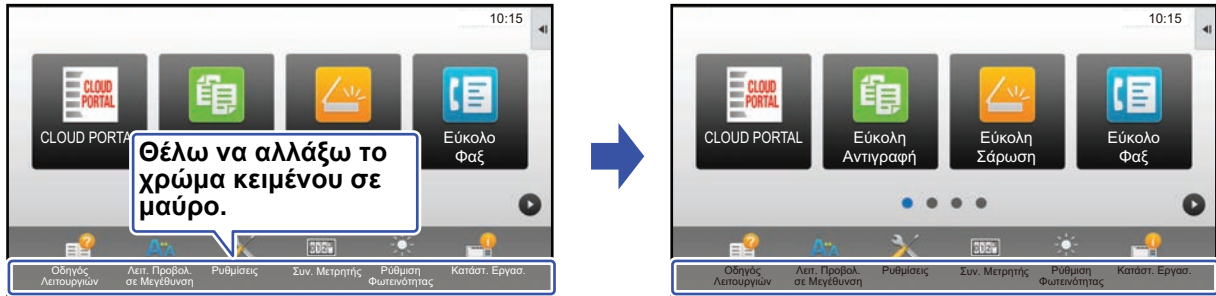 10:15
CLOUD
PORTAL
CLOUD PORTA
Εύκολο
Φαξ
Θέλω να αλλάξω το
χρώμα κειμένου σε
μαύρο.
Οδηγός
Λειτουργιών
Λειτ. Προβολ.
σε Μεγέθυνση
Ρυθμίσεις
Συν. Μετρητής
Ρύθμιση
Φωτεινότητας
Κατάστ. Εργασ.
10:15
CLOUD
PORTAL
CLOUD PORTAL
Εύκολη
Αντιγραφή
Εύκολη
Σάρωση
Εύκολο
Φαξ
Οδηγός
Λειτουργιών
Λειτ. Προβολ.
σε Μεγέθυνση
Ρυθμίσεις
Συν. Μετρητής
Ρύθμιση
Φωτεινότητας
Κατάστ. Εργασ.